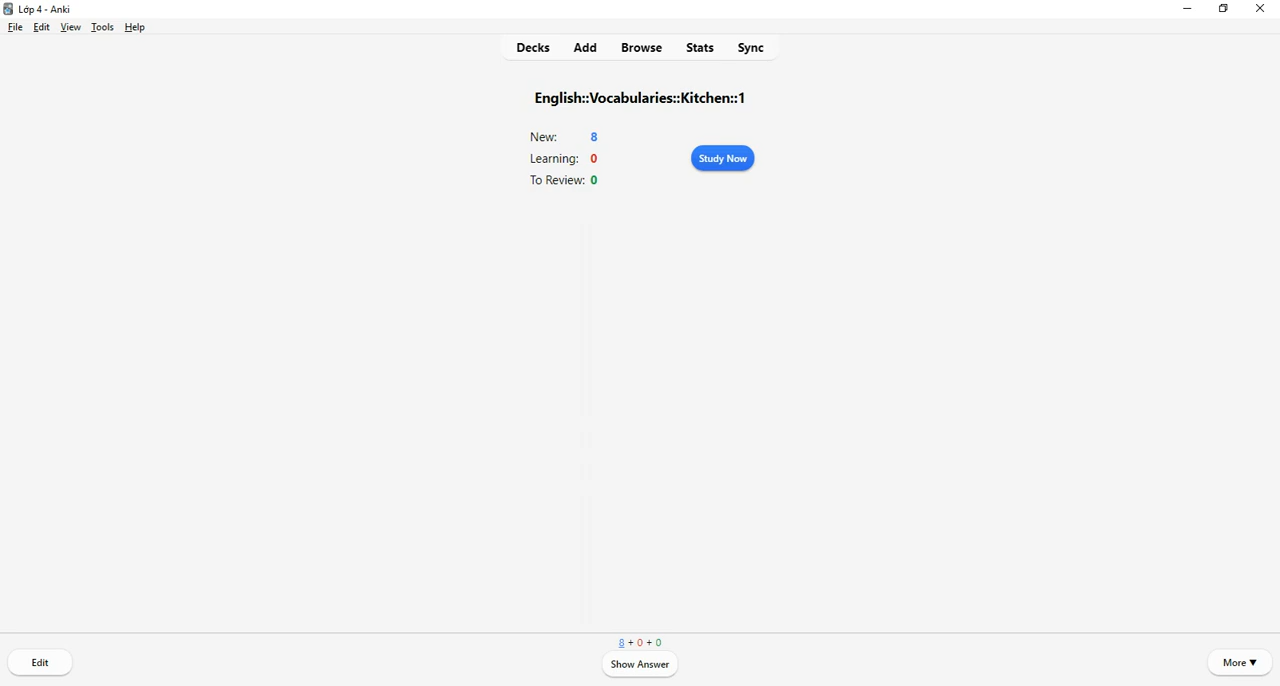 Lớp 4 - Anki
File Edit View Tools Help
Decks Add Browse Stats Sync
English::Vocabularies::Kitchen::1
New: 8
Learning: 0
To Review: 0
Study Now
8 + 0 + 0
Edit
Show Answer
More ▼